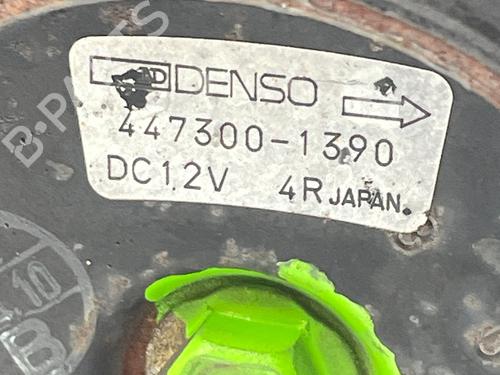 DENSO
447300-1390
DC12V 4R JAPAN.
10
B
B-PARTS